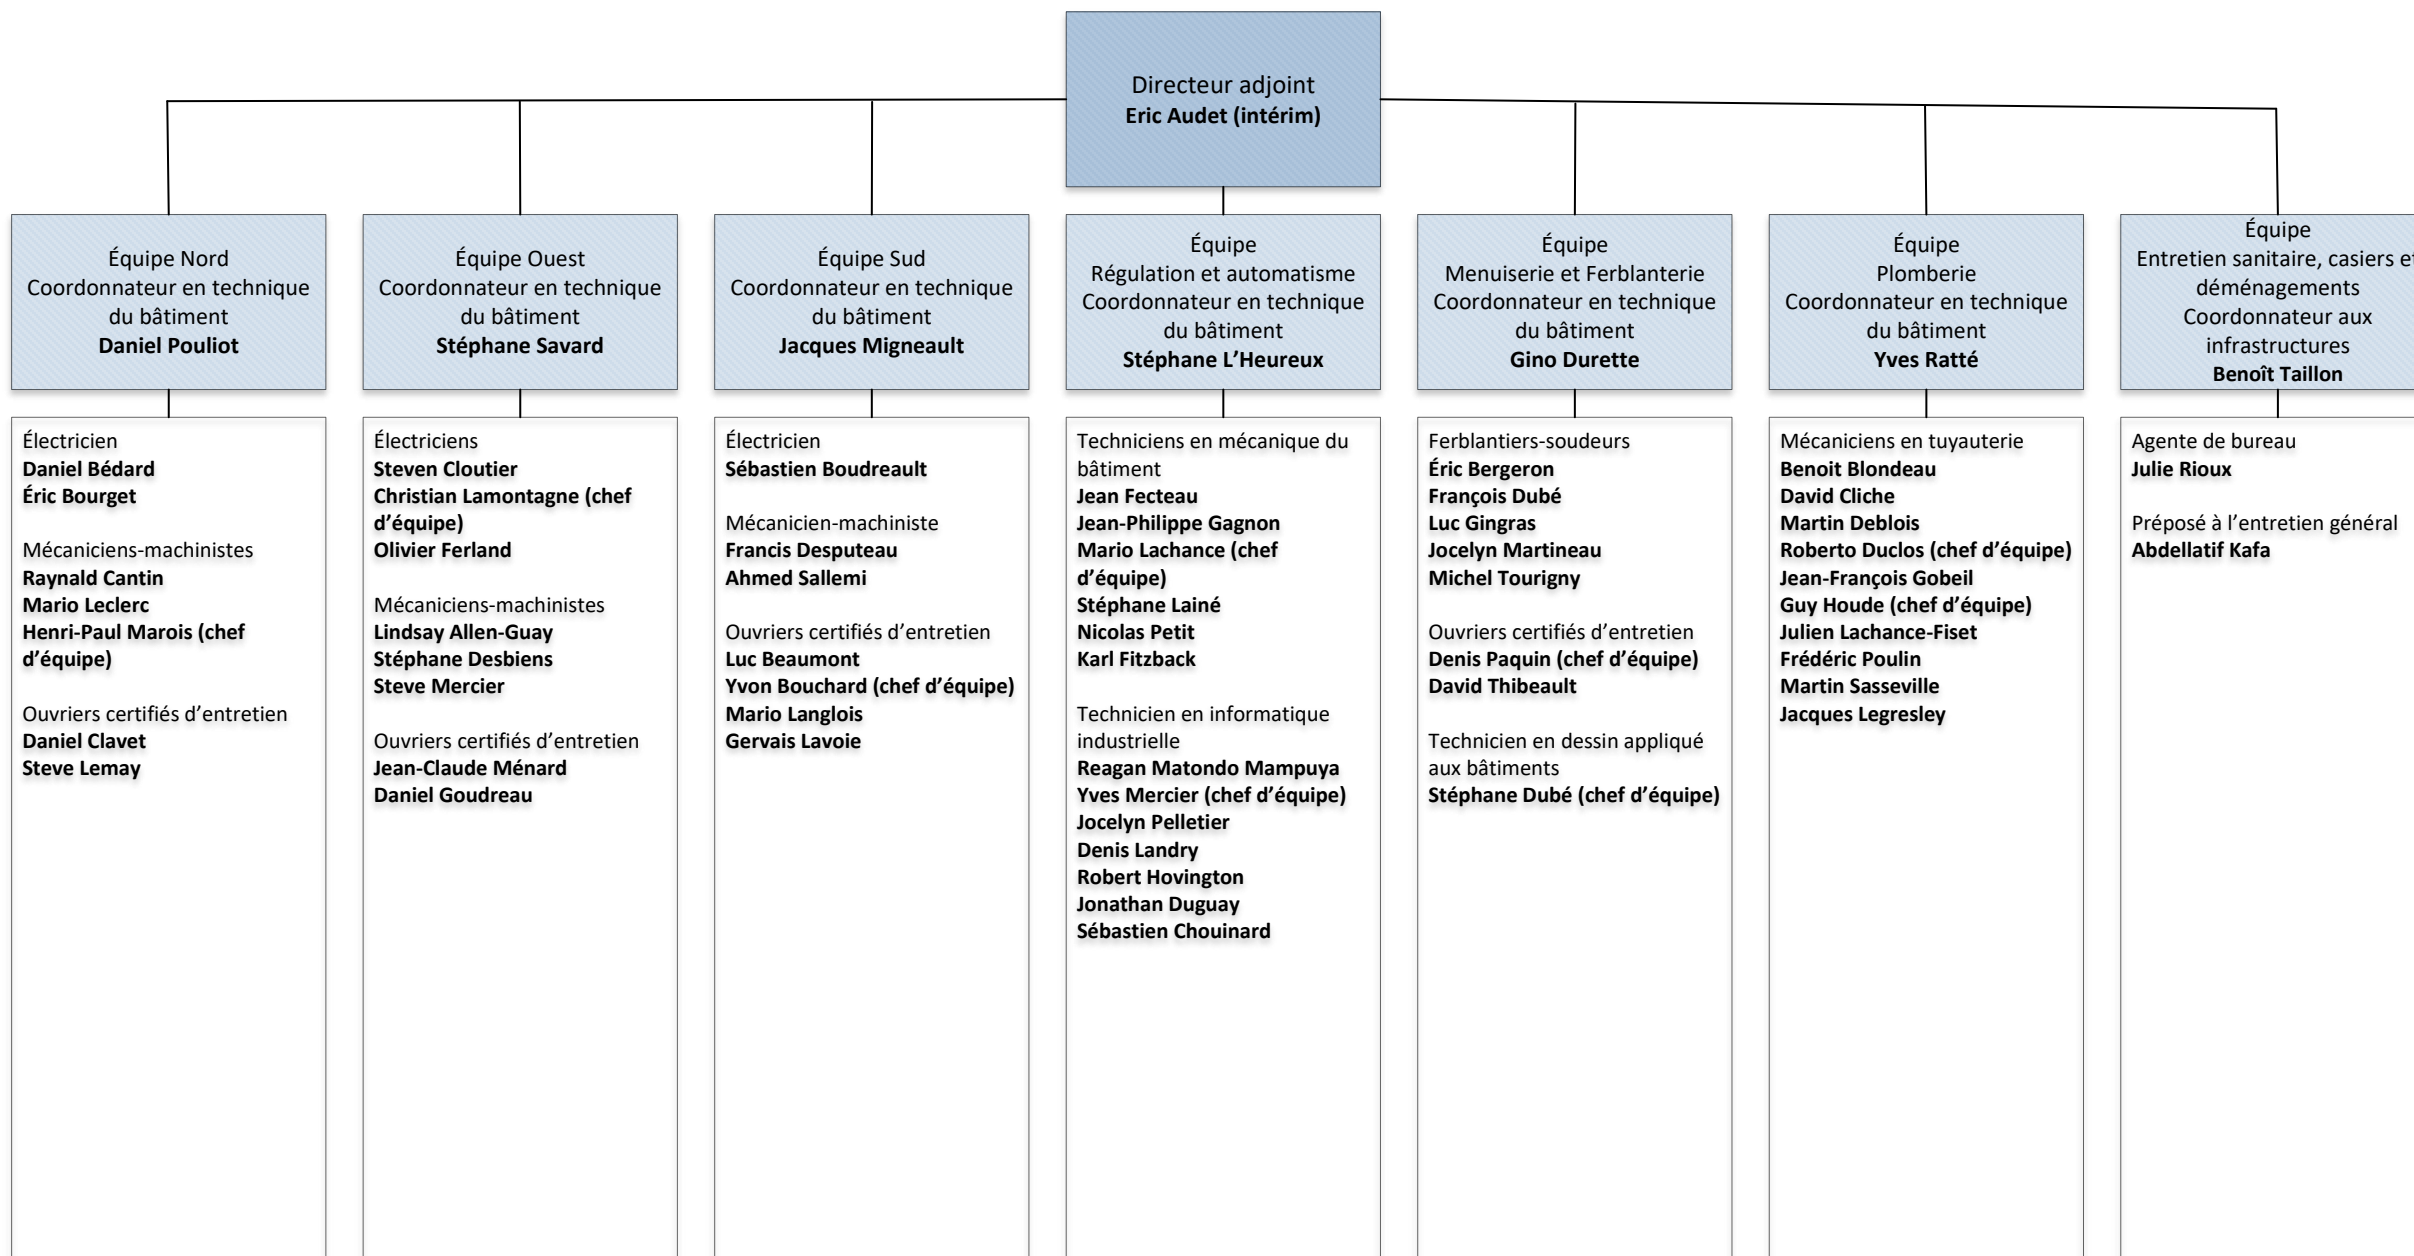 Directeur adjoint
Eric Audet (intérim)
Équipe Nord
Coordonnateur en technique
du bâtiment
Daniel Pouliot
Équipe Ouest
Coordonnateur en technique
du bâtiment
Stéphane Savard
Équipe Sud
Coordonnateur en technique
du bâtiment
Jacques Migneault
Équipe
Régulation et automatisme
Coordonnateur en technique
du bâtiment
Stéphane L’Heureux
Équipe
Menuiserie et Ferblanterie
Coordonnateur en technique
du bâtiment
Gino Durette
Équipe
Plomberie
Coordonnateur en technique
du bâtiment
Yves Ratté
Équipe
Entretien sanitaire, casiers et
déménagements
Coordonnateur aux
infrastructures
Benoît Taillon
Électricien
Daniel Bédard
Éric Bourget
Mécaniciens-machinistes
Raynald Cantin
Mario Leclerc
Henri-Paul Marois (chef
d’équipe)
Ouvriers certifiés d’entretien
Daniel Clavet
Steve Lemay
Électriciens
Steven Cloutier
Christian Lamontagne (chef
d’équipe)
Olivier Ferland
Mécaniciens-machinistes
Lindsay Allen-Guay
Stéphane Desbiens
Steve Mercier
Ouvriers certifiés d’entretien
Jean-Claude Ménard
Daniel Goudreau
Électricien
Sébastien Boudreault
Mécanicien-machiniste
Francis Desputeau
Ahmed Sallemi
Ouvriers certifiés d’entretien
Luc Beaumont
Yvon Bouchard (chef d’équipe)
Mario Langlois
Gervais Lavoie
Techniciens en mécanique du
bâtiment
Jean Fecteau
Jean-Philippe Gagnon
Mario Lachance (chef
d’équipe)
Stéphane Lainé
Nicolas Petit
Karl Fitzback
Technicien en informatique
industrielle
Reagan Matondo Mampuya
Yves Mercier (chef d’équipe)
Jocelyn Pelletier
Denis Landry
Robert Hovington
Jonathan Duguay
Sébastien Chouinard
Ferblantiers-soudeurs
Éric Bergeron
François Dubé
Luc Gingras
Jocelyn Martineau
Michel Tourigny
Ouvriers certifiés d’entretien
Denis Paquin (chef d’équipe)
David Thibeault
Technicien en dessin appliqué
aux bâtiments
Stéphane Dubé (chef d’équipe)
Mécaniciens en tuyauterie
Benoit Blondeau
David Cliche
Martin Deblois
Roberto Duclos (chef d’équipe)
Jean-François Gobeil
Guy Houde (chef d’équipe)
Julien Lachance-Fiset
Frédéric Poulin
Martin Sasseville
Jacques Legresley
Agente de bureau
Julie Rioux
Préposé à l’entretien général
Abdellatif Kafa